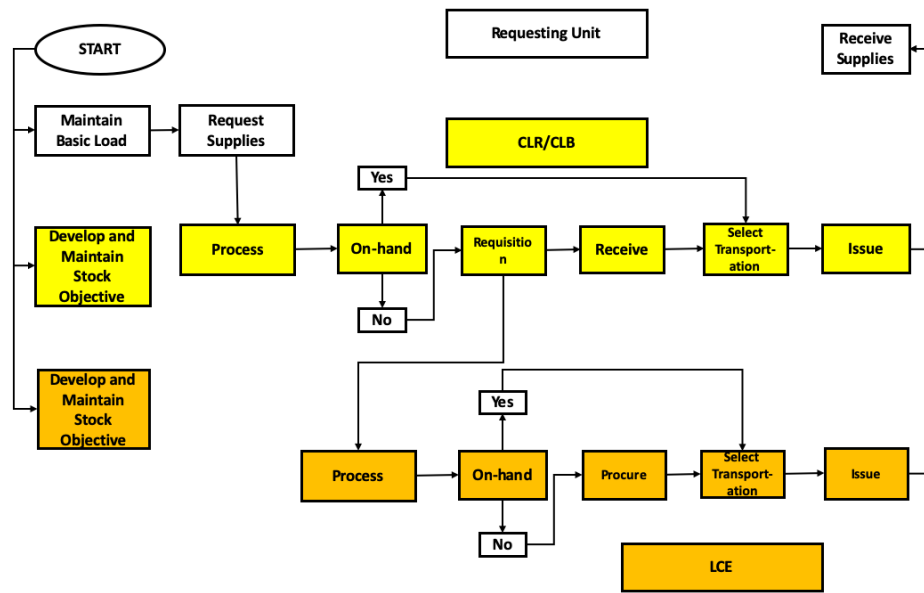 START
Requesting Unit
Receive
Supplies
Maintain
Basic Load
Request
Supplies
CLR/CLB
Yes
Develop and
Maintain
Stock
Objective
Process
On-hand
Requisitio
n
Receive
Select
Transport-
ation
Issue
No
Develop and
Maintain
Stock
Objective
Yes
Process
On-hand
Procure
Select
Transport-
ation
Issue
No
LCE